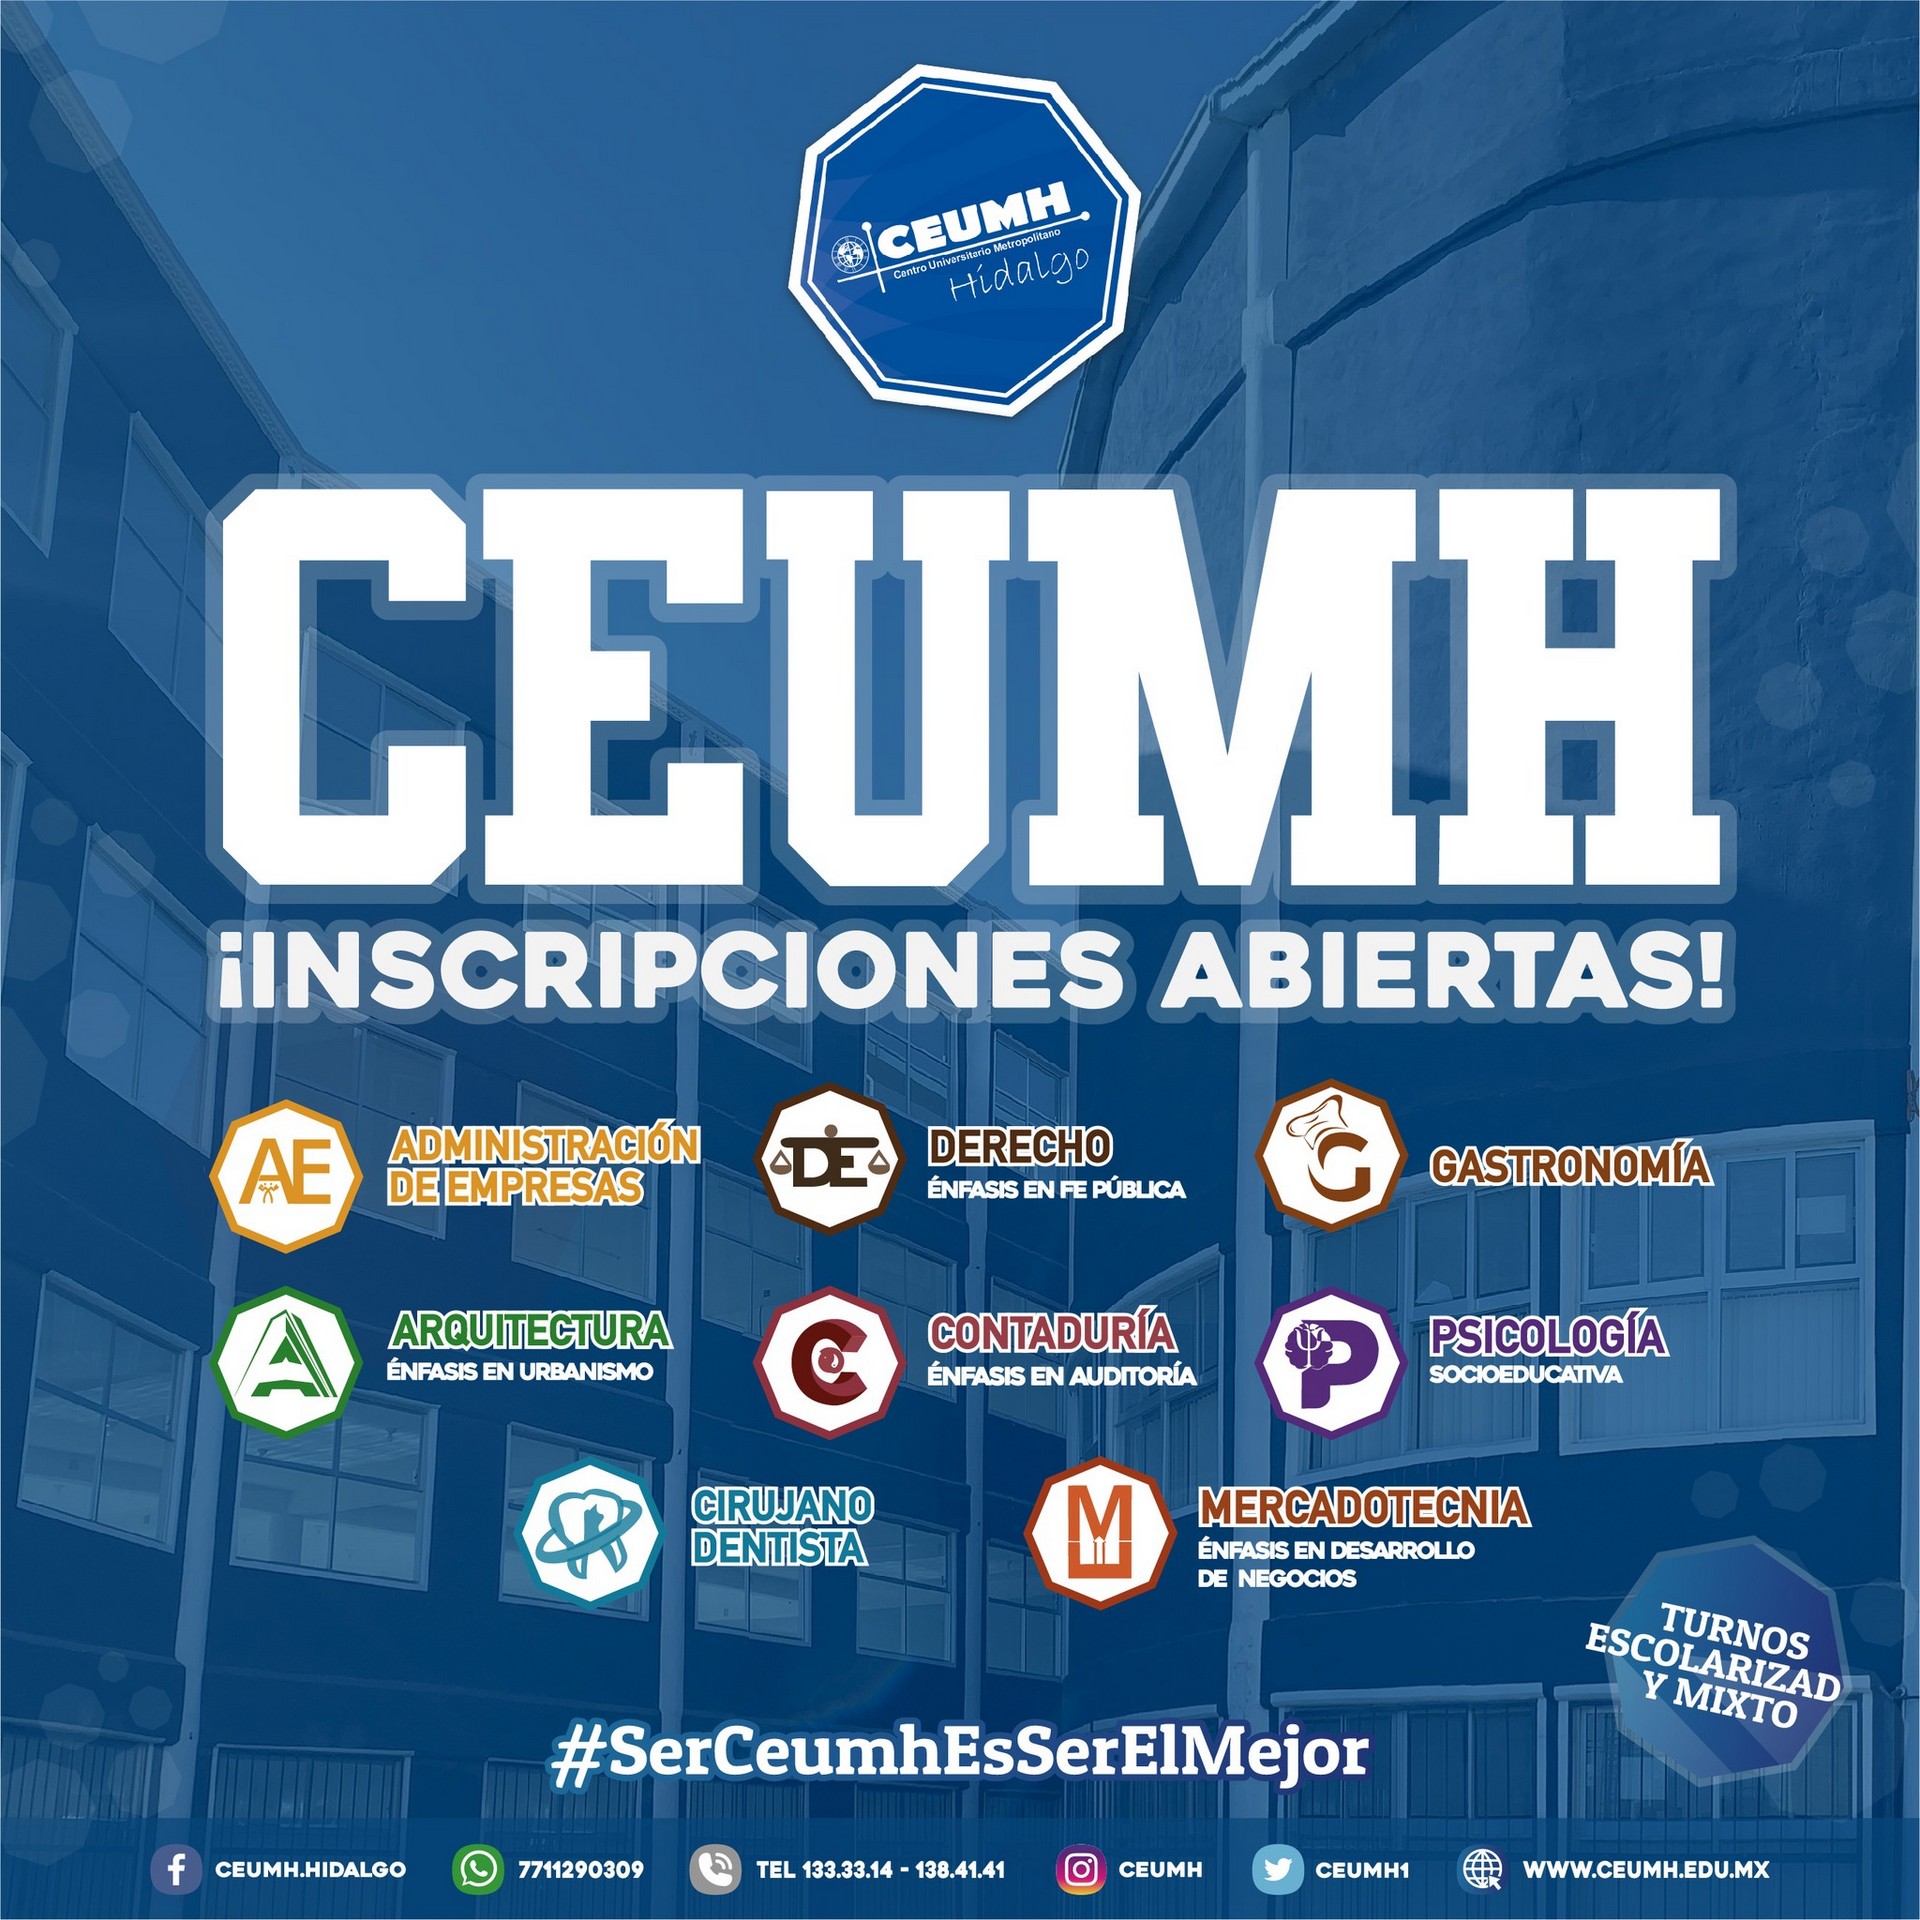 CEUMH
Centro Universitario Metropolitano
Hidalgo
CEUMH
¡INSCRIPCIONES ABIERTAS!
AE
ADMINISTRACIÓN
DE EMPRESAS
DE
DERECHO
ÉNFASIS EN FE PÚBLICA
G
GASTRONOMÍA
A
ARQUITECTURA
ÉNFASIS EN URBANISMO
C
CONTADURÍA
ÉNFASIS EN AUDITORÍA
P
PSICOLOGÍA
SOCIOEDUCATIVA
CIRUJANO
DENTISTA
M
MERCADOTECNIA
ÉNFASIS EN DESARROLLO
DE NEGOCIOS
TURNOS
ESCOLARIZAD
Y MIXTO
#SerCeumhEsSerElMejor
CEUMH.HIDALGO
7711290309
TEL 133.33.14 - 138.41.41
CEUMH
CEUMH1
WWW.CEUMH.EDU.MX